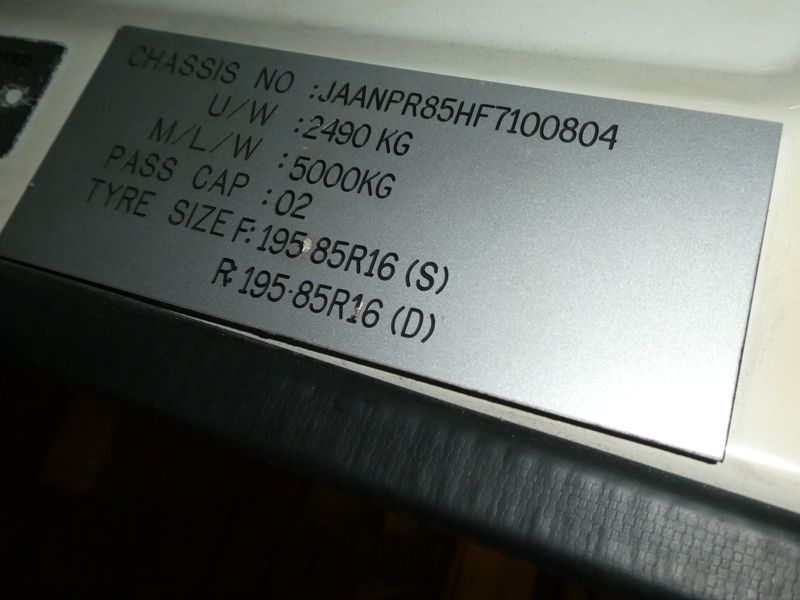 CHASSIS NO :JAANPR85HF7100804
U/W :2490 KG
M/L/W :5000KG
PASS CAP :02
TYRE SIZE F:195·85R16 (S)
R:195·85R16 (D)